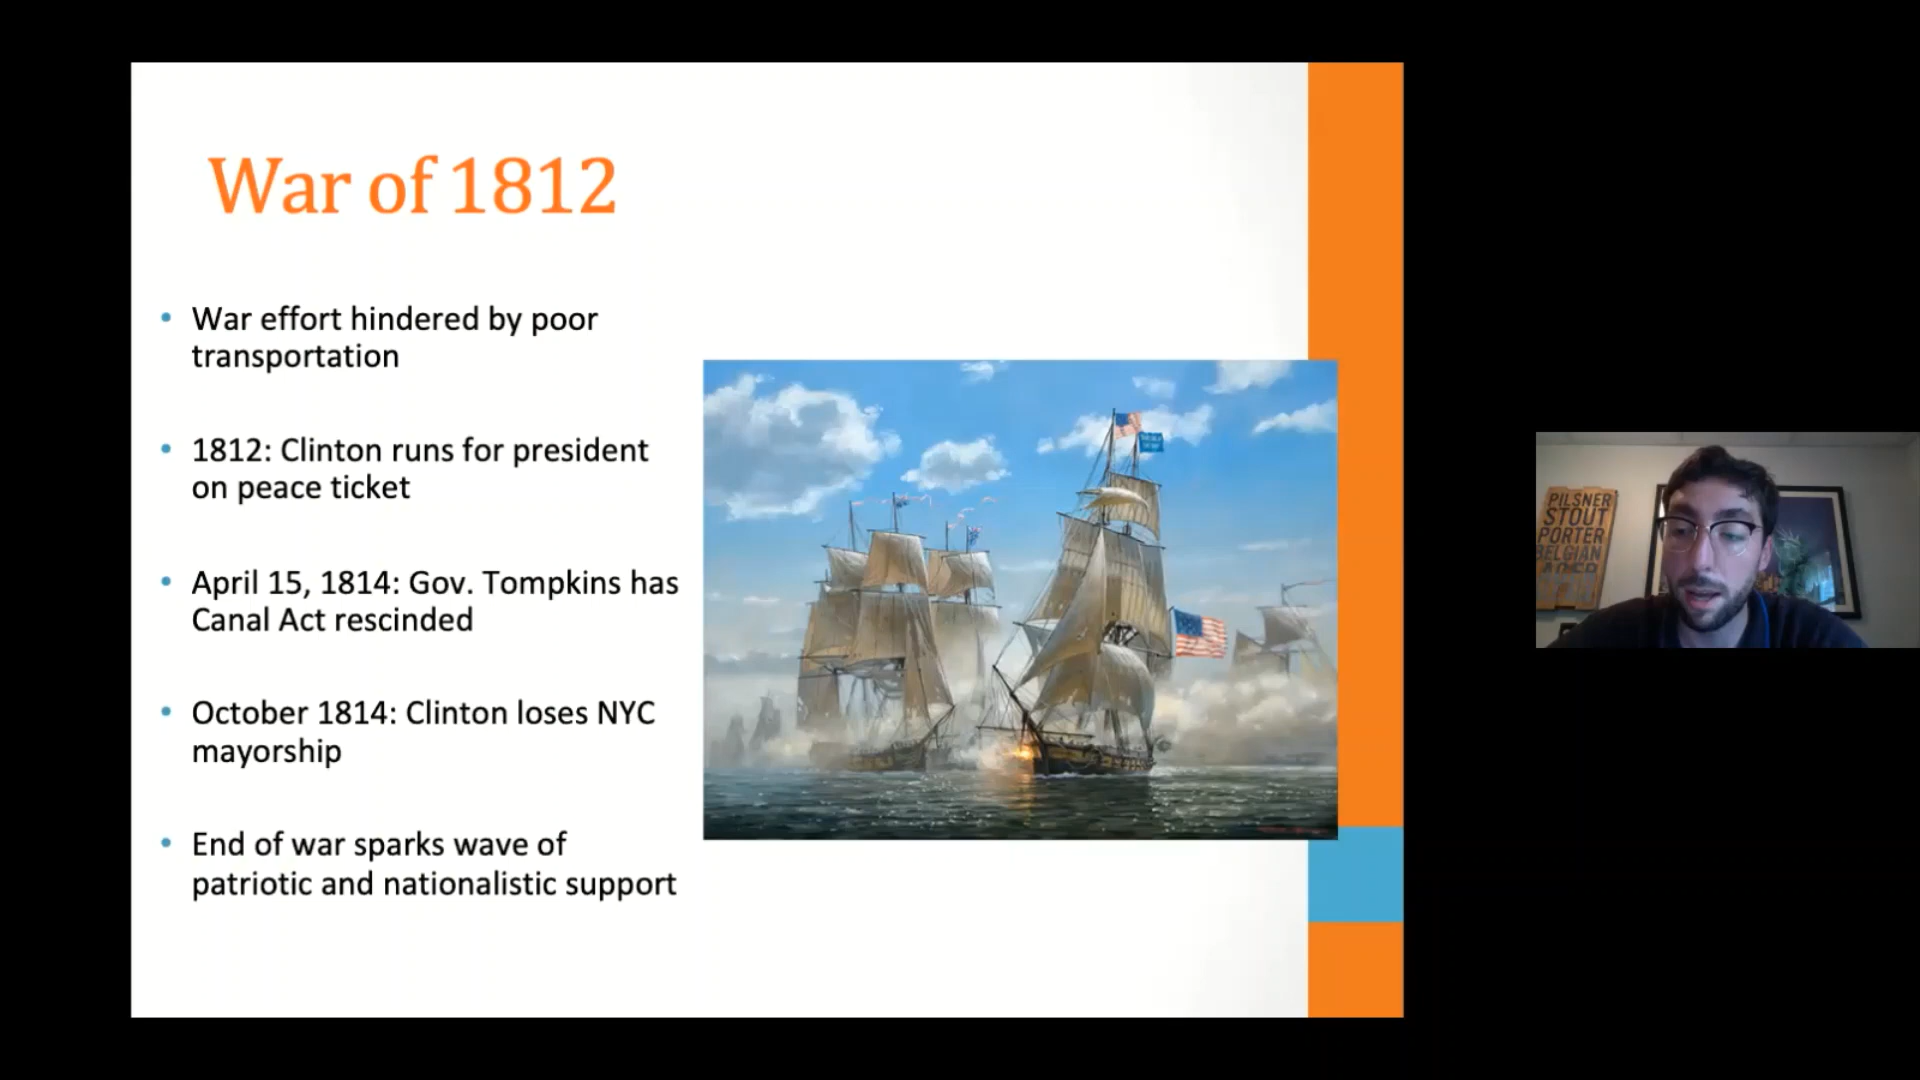 War of 1812
• War effort hindered by poor
transportation
• 1812: Clinton runs for president
on peace ticket
• April 15, 1814: Gov. Tompkins has
Canal Act rescinded
• October 1814: Clinton loses NYC
mayorship
• End of war sparks wave of
patriotic and nationalistic support
PILSNER
STOUT
PORTER
BELGIAN